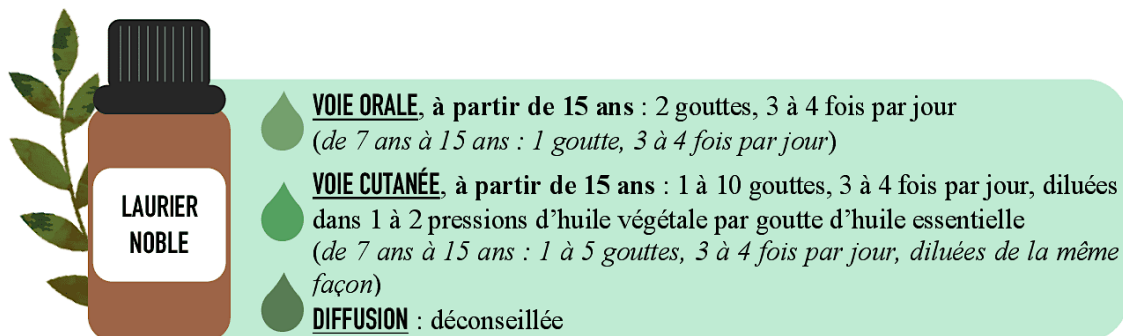 LAURIER
NOBLE
VOIE ORALE, à partir de 15 ans : 2 gouttes, 3 à 4 fois par jour
(de 7 ans à 15 ans : 1 goutte, 3 à 4 fois par jour)
VOIE CUTANÉE, à partir de 15 ans : 1 à 10 gouttes, 3 à 4 fois par jour, diluées
dans 1 à 2 pressions d’huile végétale par goutte d’huile essentielle
(de 7 ans à 15 ans : 1 à 5 gouttes, 3 à 4 fois par jour, diluées de la même
façon)
DIFFUSION : déconseillée